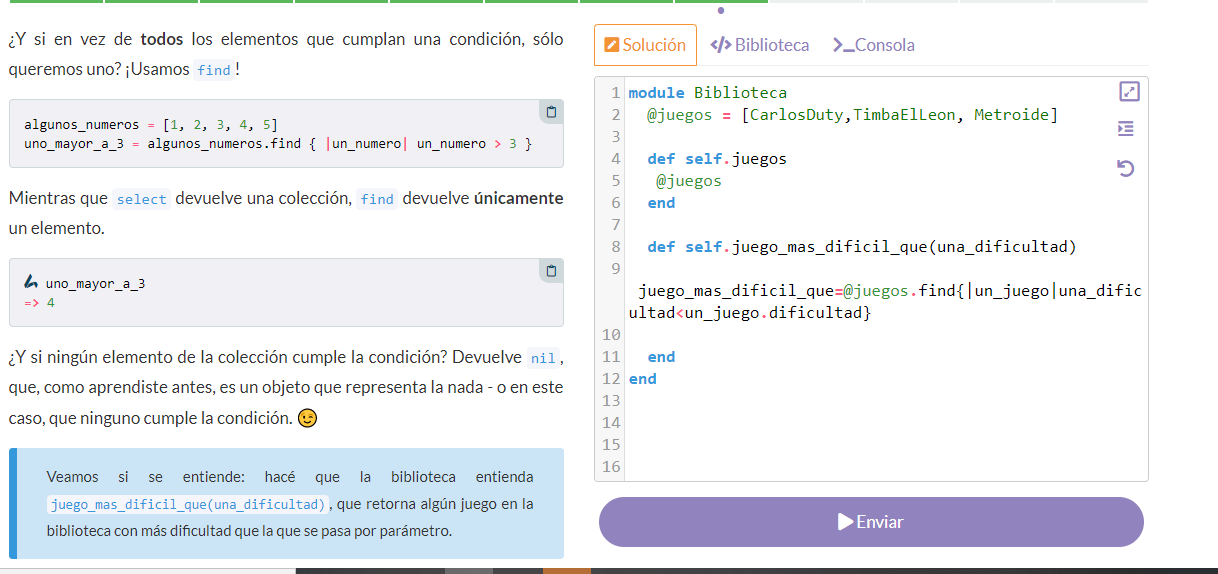 ¿Y si en vez de todos los elementos que cumplan una condición, sólo
queremos uno? ¡Usamos find !
algunos_numeros = [1, 2, 3, 4, 5]
uno_mayor_a_3 = algunos_numeros.find { |un_numero| un_numero > 3 }
Mientras que select devuelve una colección, find devuelve únicamente
un elemento.
uno_mayor_a_3
=> 4
¿Y si ningún elemento de la colección cumple la condición? Devuelve nil ,
que, como aprendiste antes, es un objeto que representa la nada - o en este
caso, que ninguno cumple la condición. 😉
Veamos si se entiende: hacé que la biblioteca entienda
juego_mas_dificil_que(una_dificultad) , que retorna algún juego en la
biblioteca con más dificultad que la que se pasa por parámetro.
Solución </> Biblioteca >_Consola
1 module Biblioteca
2 @juegos = [CarlosDuty,TimbaElLeon, Metroide]
3
4 def self.juegos
5 @juegos
6 end
7
8 def self.juego_mas_dificil_que(una_dificultad)
9
juego_mas_dificil_que=@juegos.find{|un_juego|una_dific
ultad<un_juego.dificultad}
10
11 end
12 end
13
14
15
16
Enviar